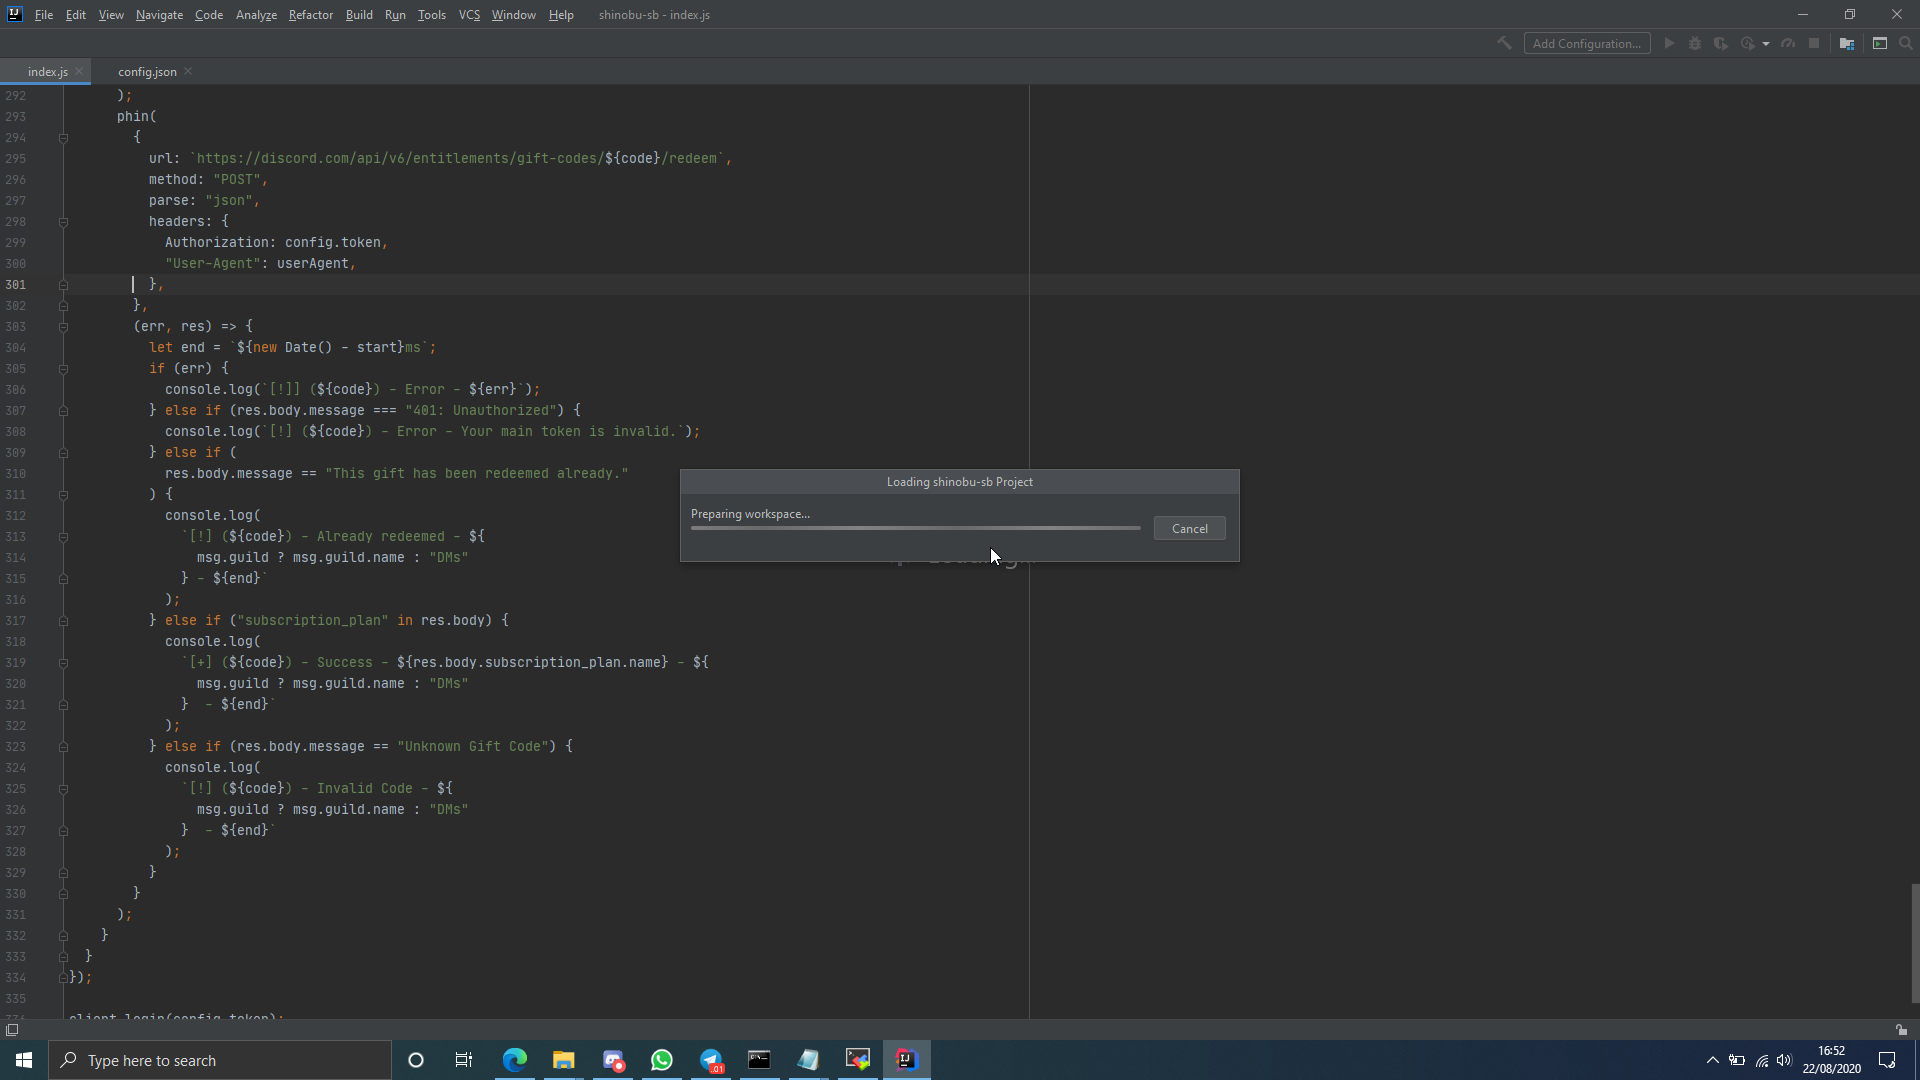 File Edit View Navigate Code Analyze Refactor Build Run Tools VCS Window Help shinobu-sb - index.js
Add Configuration...
index.js config.json
292 );
293 phin(
294 {
295 url: `https://discord.com/api/v6/entitlements/gift-codes/${code}/redeem`,
296 method: "POST",
297 parse: "json",
298 headers: {
299 Authorization: config.token,
300 "User-Agent": userAgent,
301 },
302 },
303 (err, res) => {
304 let end = `${new Date() - start}ms`;
305 if (err) {
306 console.log(`[!]] (${code}) - Error - ${err}`);
307 } else if (res.body.message === "401: Unauthorized") {
308 console.log(`[!] (${code}) - Error - Your main token is invalid.`);
309 } else if (
310 res.body.message == "This gift has been redeemed already."
311 ) {
312 console.log(
313 `[!] (${code}) - Already redeemed - ${
314 msg.guild ? msg.guild.name : "DMs"
315 } - ${end}`
316 );
317 } else if ("subscription_plan" in res.body) {
318 console.log(
319 `[+] (${code}) - Success - ${res.body.subscription_plan.name} - ${
320 msg.guild ? msg.guild.name : "DMs"
321 } - ${end}`
322 );
323 } else if (res.body.message == "Unknown Gift Code") {
324 console.log(
325 `[!] (${code}) - Invalid Code - ${
326 msg.guild ? msg.guild.name : "DMs"
327 } - ${end}`
328 );
329 }
330 }
331 );
332 }
333 }
334 });
335
336 client.login(config.token);
Loading shinobu-sb Project
Preparing workspace...
Cancel
Type here to search
16:52
22/08/2020